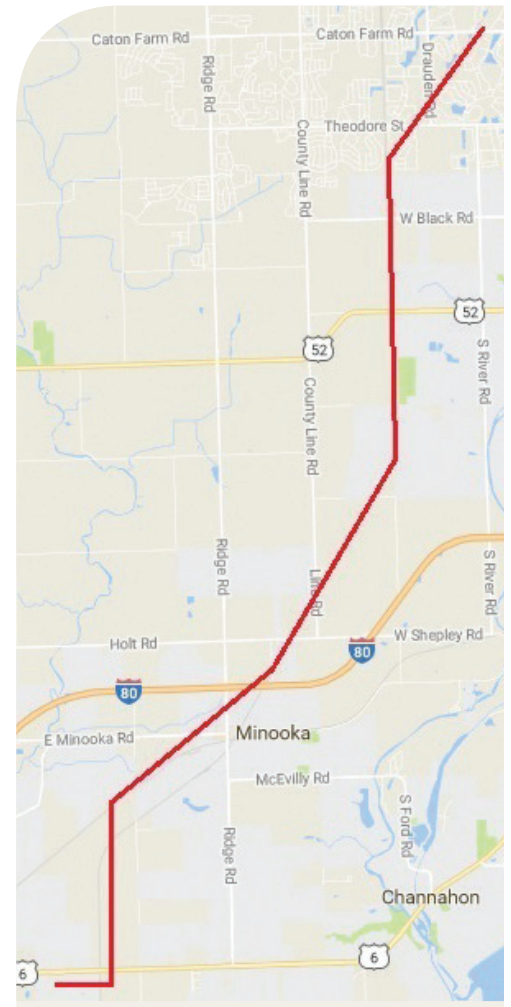 Caton Farm Rd
Caton Farm Rd
Drauden Rd
Ridge Rd
Theodore St
County Line Rd
W Black Rd
52
52
S River Rd
County Line Rd
Ridge Rd
S River Rd
Line Rd
Holt Rd
W Shepley Rd
80
80
E Minooka Rd
Minooka
McEvilly Rd
S Ford Rd
Ridge Rd
Channahon
6
6